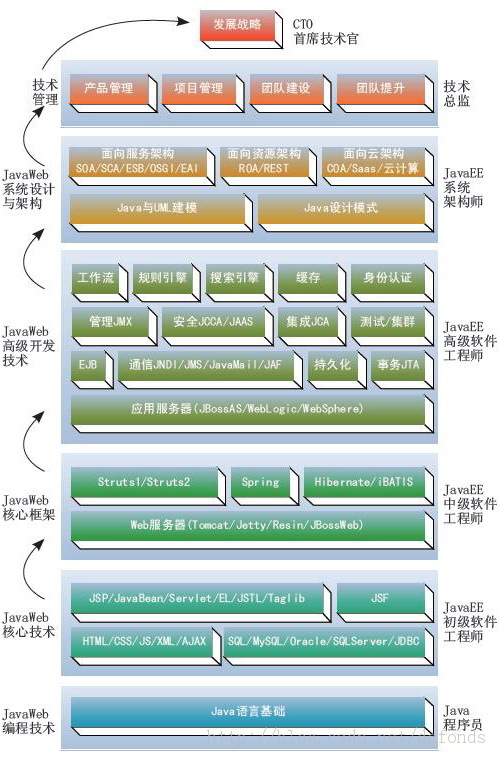 发展战略
CTO
首席技术官
技术
管理
产品管理
项目管理
团队建设
团队提升
技术
总监
JavaWeb
系统设计
与架构
面向服务架构
SOA/SCA/ESB/OSGI/EAI
面向资源架构
ROA/REST
面向云架构
COA/Saas/云计算
Java与UML建模
Java设计模式
JavaEE
系统
架构师
JavaWeb
高级开发
技术
工作流
规则引擎
搜索引擎
缓存
身份认证
管理JMX
安全JCCA/JAAS
集成JCA
测试/集群
EJB
通信JNDI/JMS/JavaMail/JAF
持久化
事务JTA
应用服务器(JBossAS/WebLogic/WebSphere)
JavaEE
高级软件
工程师
JavaWeb
核心框架
Struts1/Struts2
Spring
Hibernate/iBATIS
Web服务器(Tomcat/Jetty/Resin/JBossWeb)
JavaEE
中级软件
工程师
JavaWeb
核心技术
JSP/JavaBean/Servlet/EL/JSTL/Taglib
JSF
HTML/CSS/JS/XML/AJAX
SQL/MySQL/Oracle/SQLServer/JDBC
JavaEE
初级软件
工程师
JavaWeb
编程技术
Java语言基础
Java
程序员